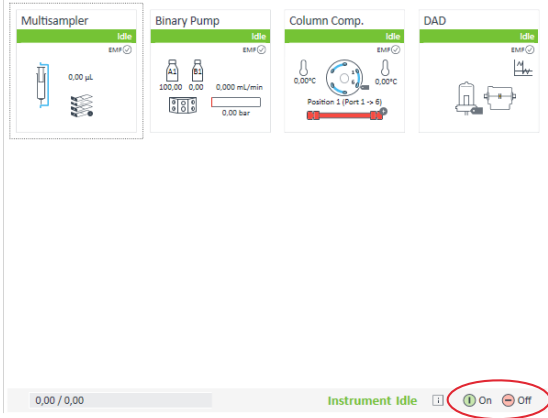 Multisampler
Idle
EMF
0,00 µL
Binary Pump
Idle
EMF
A1 B1
100,00 0,00 0,000 mL/min
0,00 bar
Column Comp.
Idle
EMF
1
6
0,00°C 0,00°C
Position 1 (Port 1 -> 6)
DAD
Idle
EMF
0,00 / 0,00 Instrument Idle i On Off